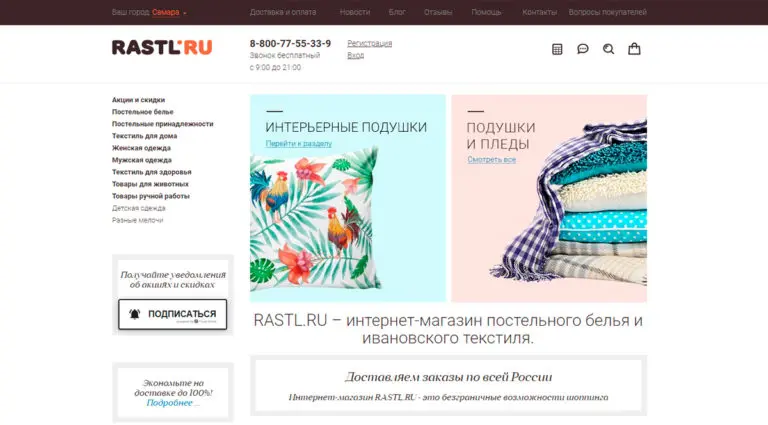 Ваш город: Самара
Доставка и оплата
Новости
Блог
Отзывы
Помощь
Контакты
Вопросы покупателей
RASTL.RU
8-800-77-55-33-9
Звонок бесплатный
с 9:00 до 21:00
Регистрация
Вход
Акции и скидки
Постельное белье
Постельные принадлежности
Текстиль для дома
Женская одежда
Мужская одежда
Текстиль для здоровья
Товары для животных
Товары ручной работы
Детская одежда
Разные мелочи
ИНТЕРЬЕРНЫЕ ПОДУШКИ
Перейти к разделу
ПОДУШКИ
И ПЛЕДЫ
Смотреть все
Получайте уведомления
об акциях и скидках
ПОДПИСАТЬСЯ
Экономьте на
доставке до 100%!
Подробнее...
RASTL.RU – интернет-магазин постельного белья и
ивановского текстиля.
Доставляем заказы по всей России
Интернет-магазин RASTL.RU - это безграничные возможности шоппинга